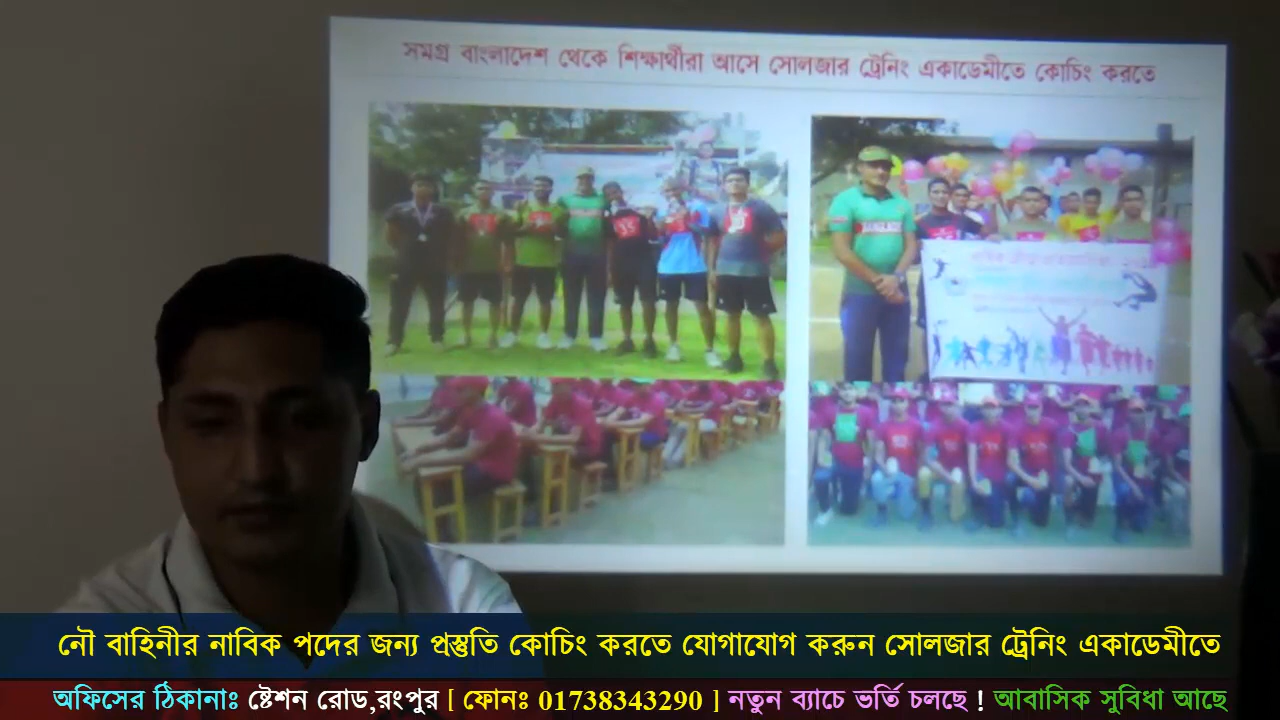 সমগ্র বাংলাদেশ থেকে শিক্ষার্থীরা আসে সোলজার ট্রেনিং একাডেমীতে কোচিং করতে
নৌ বাহিনীর নাবিক পদের জন্য প্রস্তুতি কোচিং করতে যোগাযোগ করুন সোলজার ট্রেনিং একাডেমীতে
অফিসের ঠিকানাঃ ষ্টেশন রোড,রংপুর [ ফোনঃ 01738343290 ] নতুন ব্যাচে ভর্তি চলছে ! আবাসিক সুবিধা আছে